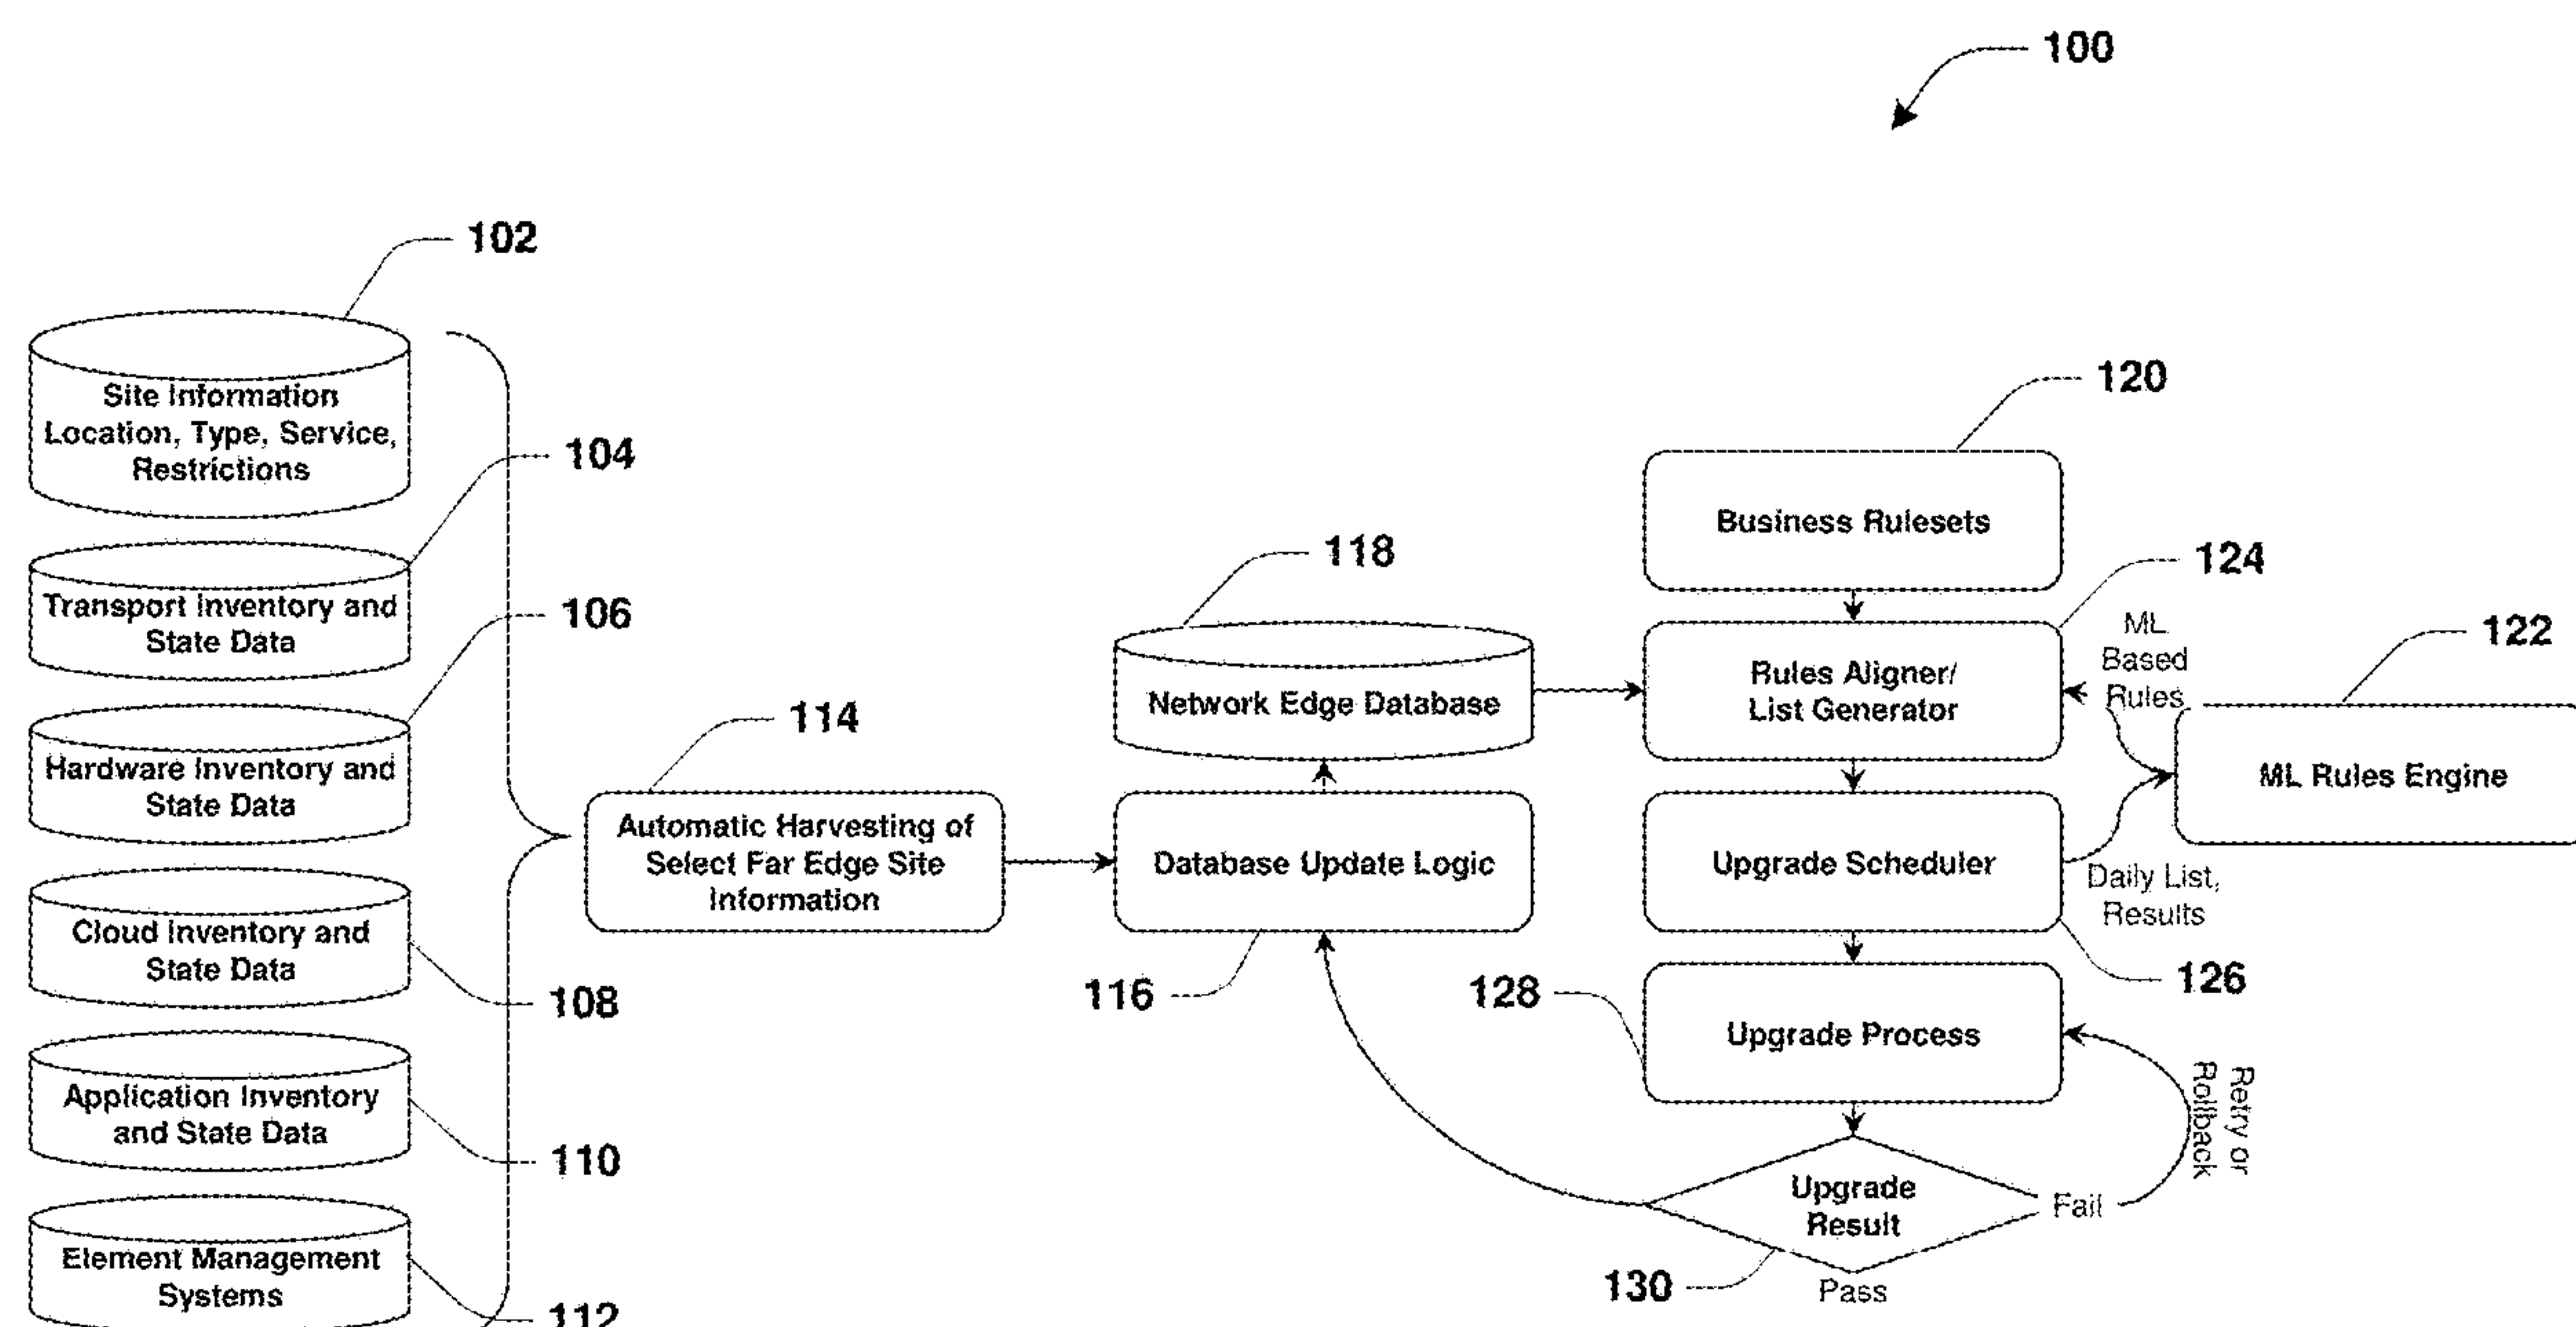 100
102
Site Information
Location, Type, Service,
Restrictions
104
Transport Inventory and
State Data
106
Hardware Inventory and
State Data
Cloud Inventory and
State Data
108
Application Inventory
and State Data
110
Element Management
Systems
112
114
Automatic Harvesting of
Select Far Edge Site
Information
118
Network Edge Database
Database Update Logic
116
120
Business Rulesets
124
Rules Aligner/
List Generator
ML
Based
Rules
122
ML Rules Engine
Upgrade Scheduler
Daily List,
Results
126
128
Upgrade Process
Retry or
Rollback
Upgrade
Result
Fail
130
Pass